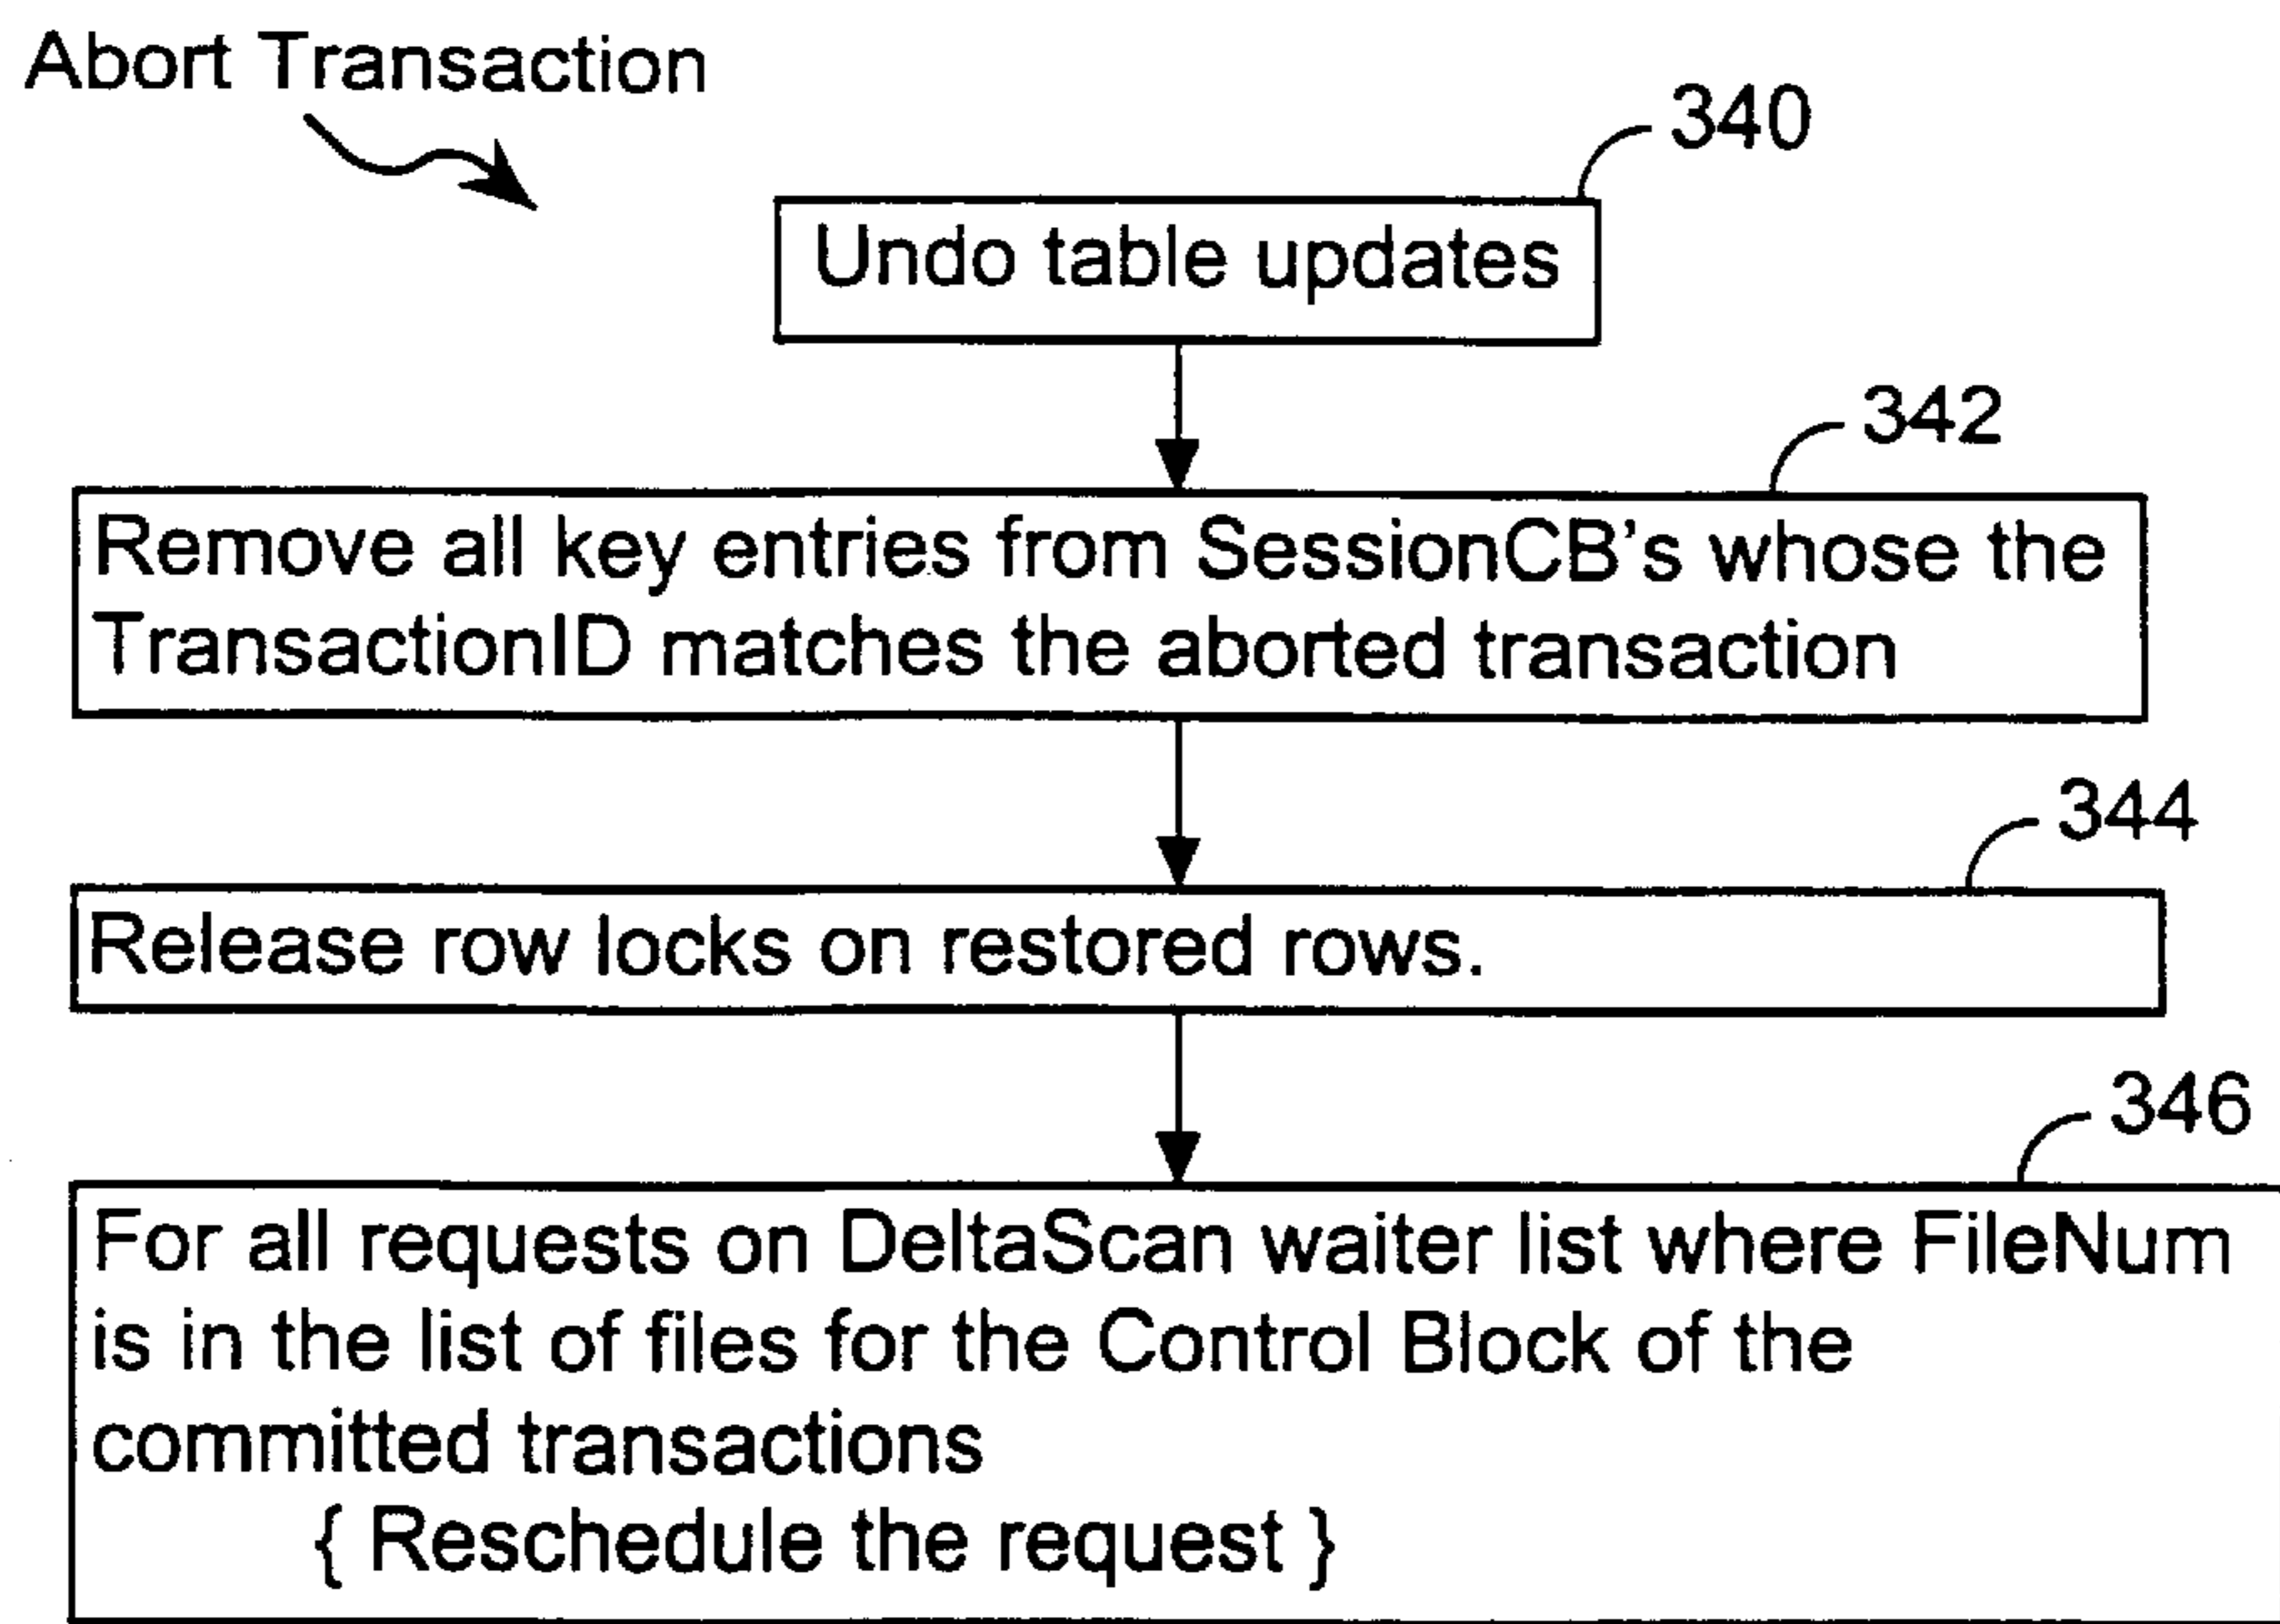 Abort Transaction
340
Undo table updates
342
Remove all key entries from SessionCB's whose the
TransactionID matches the aborted transaction
344
Release row locks on restored rows.
346
For all requests on DeltaScan waiter list where FileNum
is in the list of files for the Control Block of the
committed transactions
{ Reschedule the request }